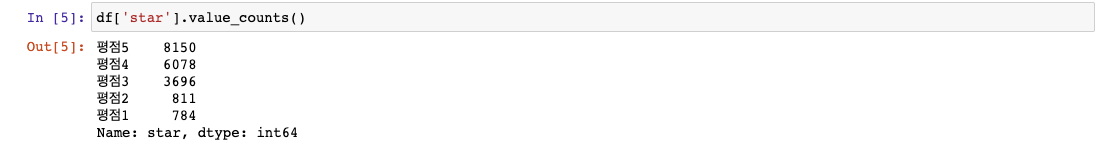 In [5]: df['star'].value_counts()
Out[5]: 평점5    8150
평점4    6078
평점3    3696
평점2     811
평점1     784
Name: star, dtype: int64